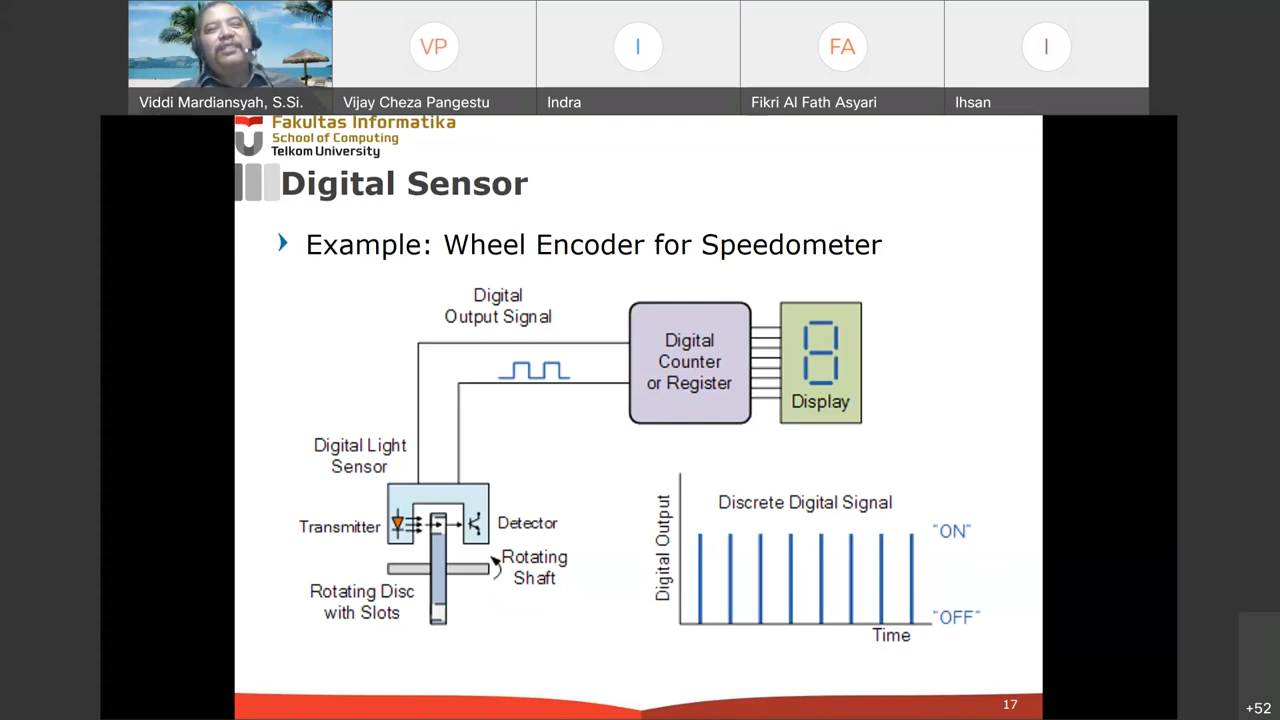 VP
I
FA
I
Viddi Mardiansyah, S.Si.
Vijay Cheza Pangestu
Indra
Fikri Al Fath Asyari
Ihsan
Fakultas Informatika
School of Computing
Telkom University
Digital Sensor
Example: Wheel Encoder for Speedometer
Digital
Output Signal
Digital
Counter
or Register
Display
Digital Light
Sensor
Transmitter
Detector
Rotating
Shaft
Rotating Disc
with Slots
Digital Output
Discrete Digital Signal
"ON"
"OFF"
Time
17
+52